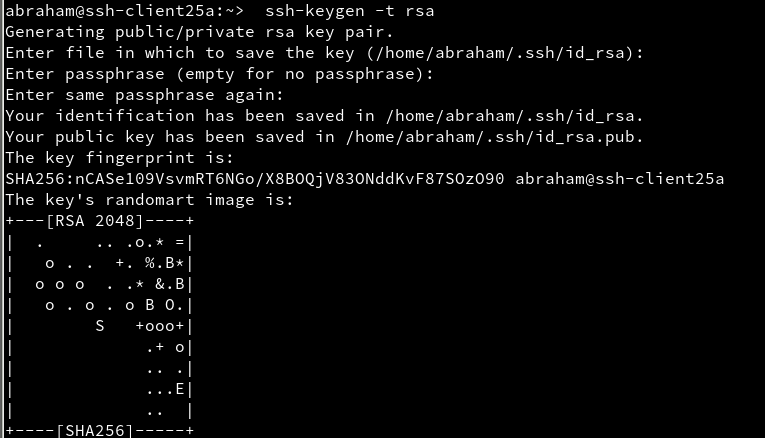 abraham@ssh-client25a:~>  ssh-keygen -t rsa
Generating public/private rsa key pair.
Enter file in which to save the key (/home/abraham/.ssh/id_rsa):
Enter passphrase (empty for no passphrase):
Enter same passphrase again:
Your identification has been saved in /home/abraham/.ssh/id_rsa.
Your public key has been saved in /home/abraham/.ssh/id_rsa.pub.
The key fingerprint is:
SHA256:nCASe109VsvmRT6NGo/X8BOQjV83ONddKvF87SOzO90 abraham@ssh-client25a
The key's randomart image is:
+---[RSA 2048]----+
|  .     .. .o.* =|
|   o . .  +. %.B*|
|  o o o  . .* &.B|
|   o . o . o B O.|
|        S   +ooo+|
|             .+ o|
|             .. .|
|             ...E|
|             ..  |
+----[SHA256]-----+